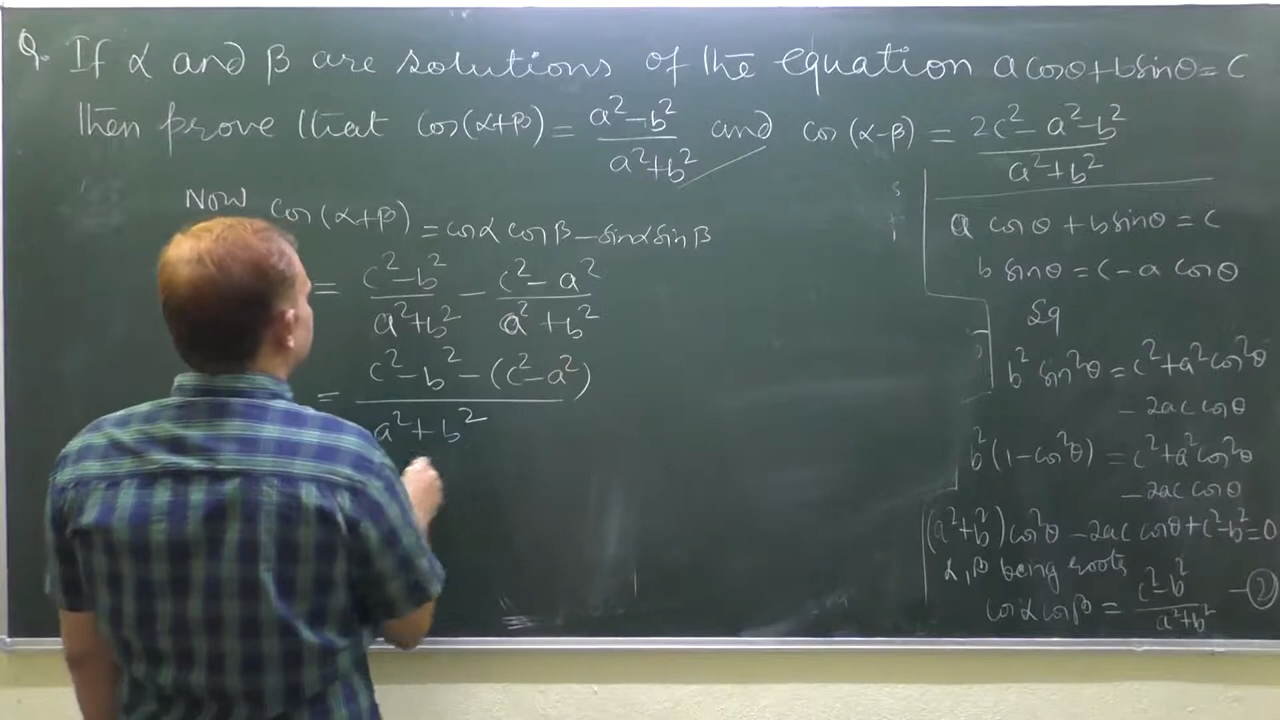 Q. If α and β are solutions of the equation a cosθ + b sinθ = c
then prove that cos(α+β) = a²-b² / a²+b² and cos(α-β) = 2c²-a²-b² / a²+b²
Now cos(α+β) = cosα cosβ - sinα sinβ
= c²-b² / a²+b² - c²-a² / a²+b²
= c²-b²-(c²-a²) / a²+b²
a cosθ + b sinθ = c
b sinθ = c - a cosθ
Sq
b² sin²θ = c² + a² cos²θ
- 2ac cosθ
b²(1-cos²θ) = c² + a² cos²θ
- 2ac cosθ
(a²+b²) cos²θ - 2ac cosθ + c²-b² = 0
α, β being roots
cosα cosβ = c²-b² / a²+b² - ②